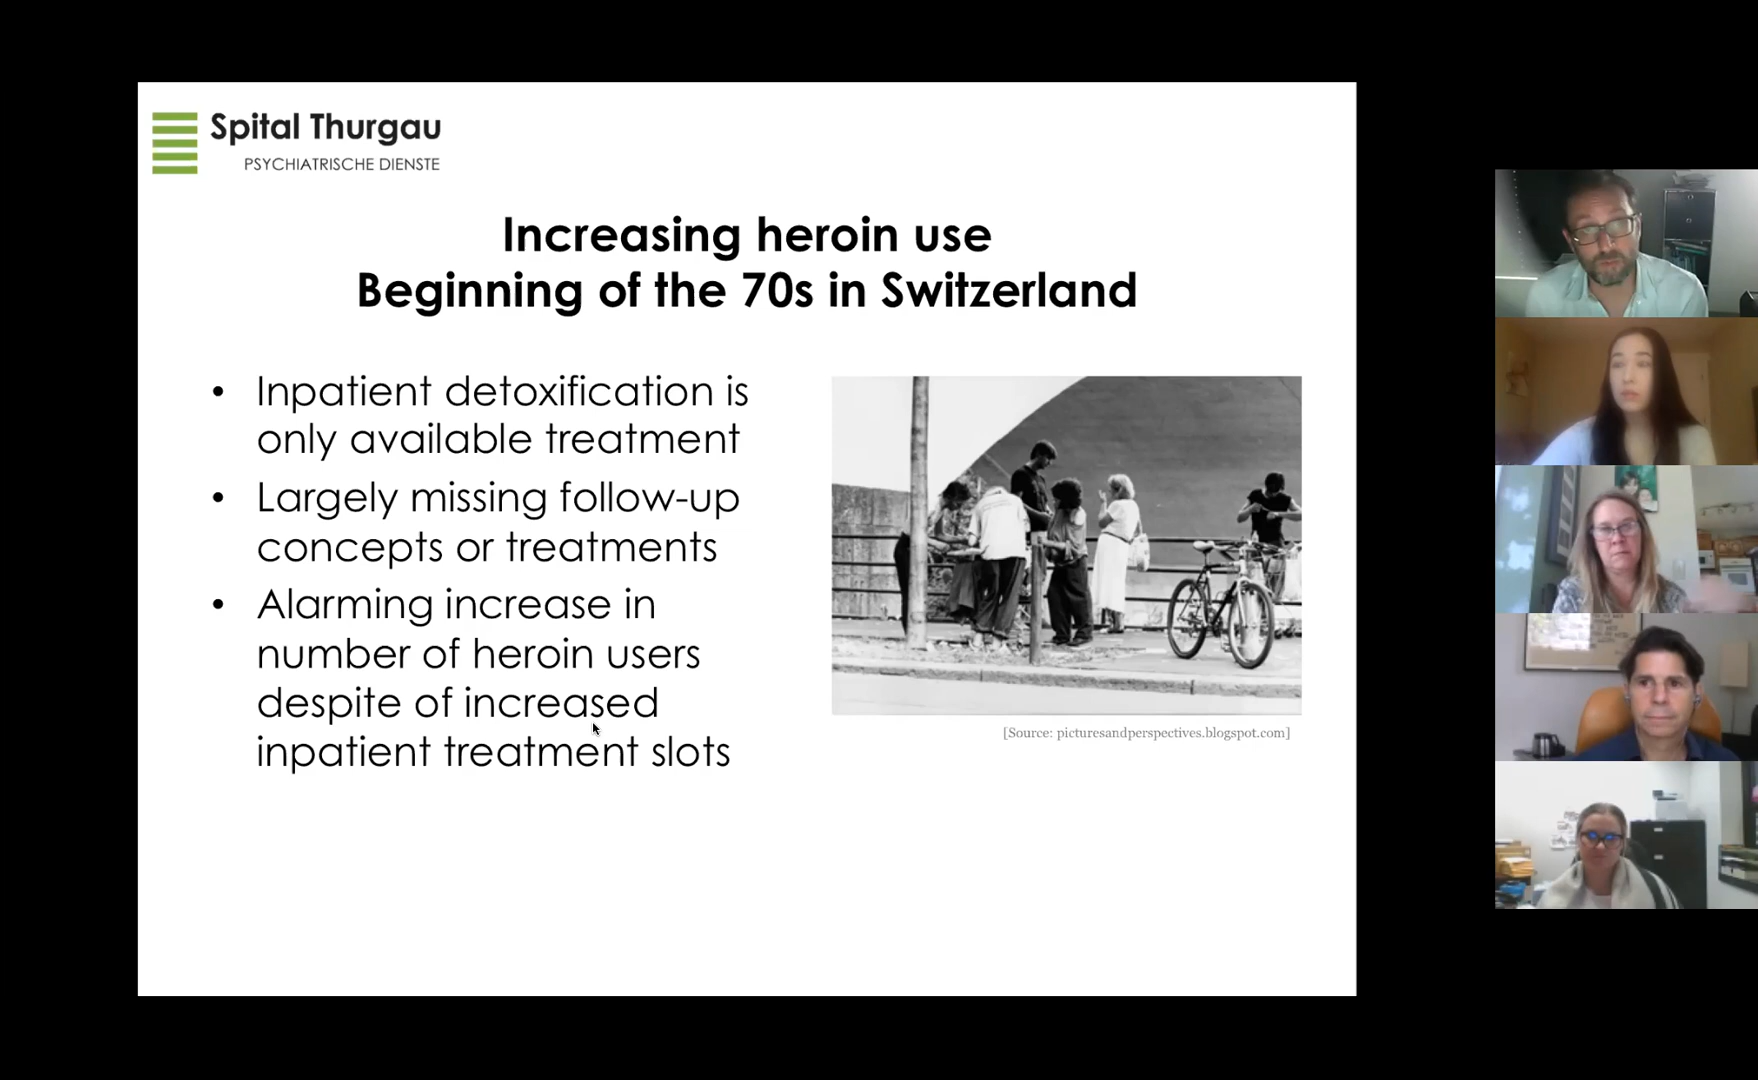 Spital Thurgau
PSYCHIATRISCHE DIENSTE
Increasing heroin use
Beginning of the 70s in Switzerland
• Inpatient detoxification is
only available treatment
• Largely missing follow-up
concepts or treatments
• Alarming increase in
number of heroin users
despite of increased
inpatient treatment slots
[Source: picturesandperspectives.blogspot.com]